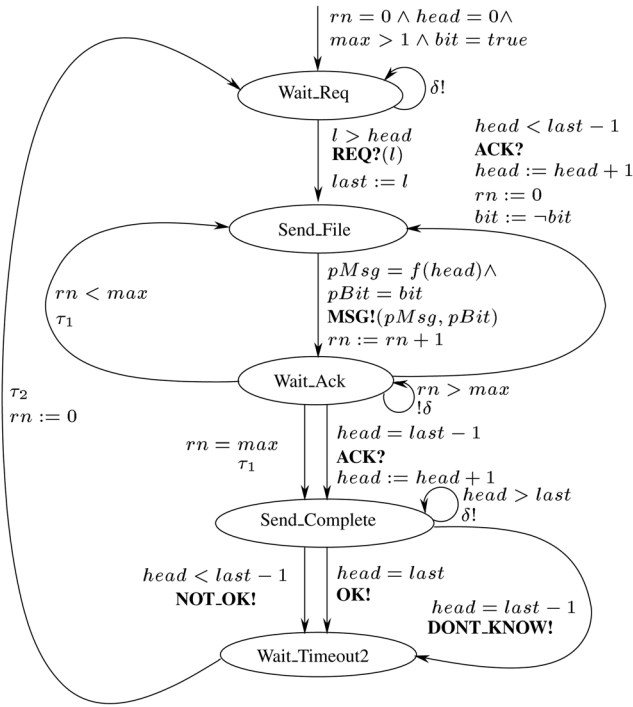 rn = 0 ∧ head = 0∧
max > 1 ∧ bit = true
Wait_Req
δ!
l > head
REQ?(l)
last := l
head < last − 1
ACK?
head := head + 1
rn := 0
bit := ¬bit
Send_File
pMsg = f(head)∧
pBit = bit
MSG!(pMsg, pBit)
rn := rn + 1
rn < max
τ1
Wait_Ack
rn > max
!δ
τ2
rn := 0
rn = max
τ1
head = last − 1
ACK?
head := head + 1
head > last
δ!
Send_Complete
head < last − 1
NOT_OK!
head = last
OK!
head = last − 1
DONT_KNOW!
Wait_Timeout2